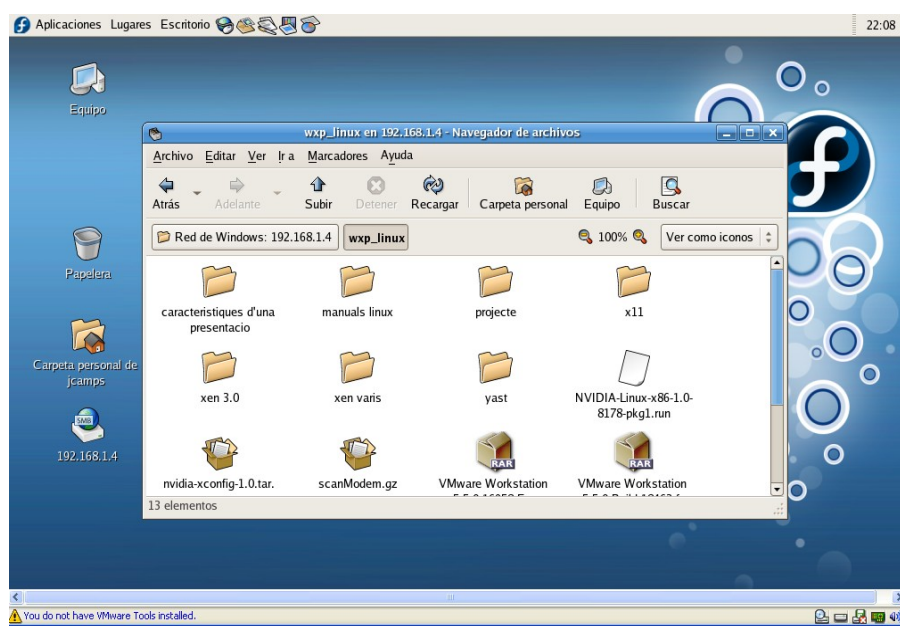 Aplicaciones Lugares Escritorio
22:08
Equipo
wxp_linux en 192.168.1.4 - Navegador de archivos
Archivo Editar Ver Ir a Marcadores Ayuda
Atrás Adelante Subir Detener Recargar Carpeta personal Equipo Buscar
Red de Windows: 192.168.1.4 wxp_linux 100% Ver como iconos
Papelera
Carpeta personal de
jcamps
SMB
192.168.1.4
caracteristiques d'una
presentacio
manuals linux
projecte
x11
xen 3.0
xen varis
yast
NVIDIA-Linux-x86-1.0-
8178-pkg1.run
nvidia-xconfig-1.0.tar.
scanModem.gz
RAR
VMware Workstation
RAR
VMware Workstation
13 elementos
You do not have VMware Tools installed.